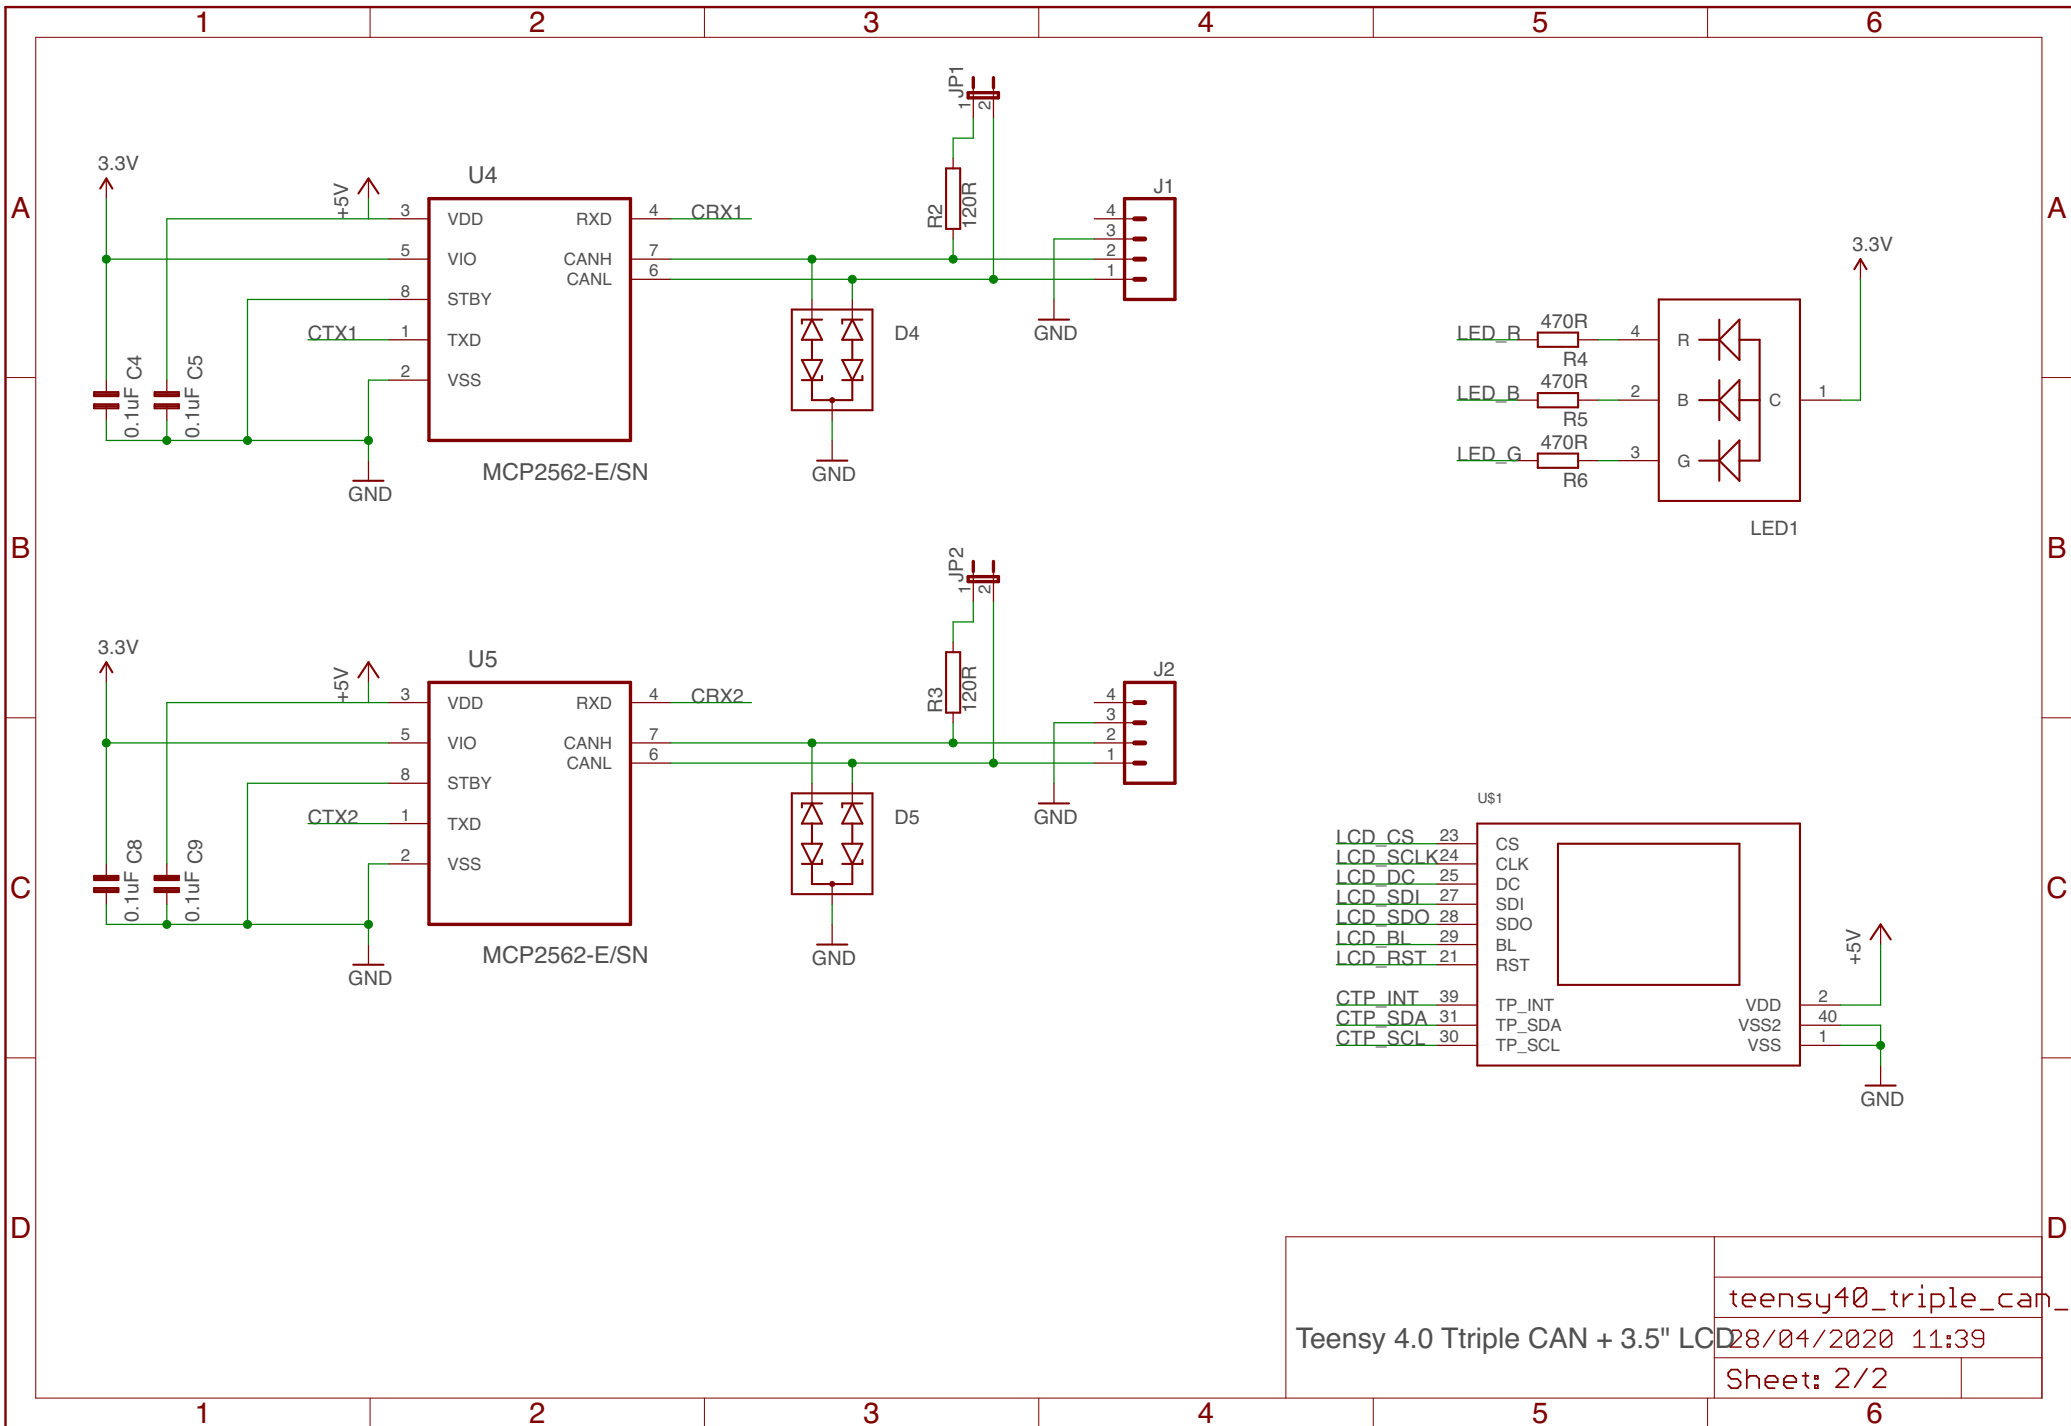 1 2 3 4 5 6
A A
B B
C C
D D
1 2 3 4 5 6
3.3V
+5V
U4
3 VDD
5 VIO
8 STBY
CTX1 1 TXD
2 VSS
RXD 4 CRX1
CANH 7
CANL 6
MCP2562-E/SN
0.1uF C4
0.1uF C5
GND
D4
GND
JP1
1 2
R2 120R
J1
4
3
2
1
GND
3.3V
LED_R 470R 4 R
R4
LED_B 470R 2 B C 1
R5
LED_G 470R 3 G
R6
LED1
3.3V
+5V
U5
3 VDD
5 VIO
8 STBY
CTX2 1 TXD
2 VSS
RXD 4 CRX2
CANH 7
CANL 6
MCP2562-E/SN
0.1uF C8
0.1uF C9
GND
D5
GND
JP2
1 2
R3 120R
J2
4
3
2
1
GND
U$1
LCD_CS 23 CS
LCD_SCLK 24 CLK
LCD_DC 25 DC
LCD_SDI 27 SDI
LCD_SDO 28 SDO
LCD_BL 29 BL
LCD_RST 21 RST
CTP_INT 39 TP_INT
CTP_SDA 31 TP_SDA
CTP_SCL 30 TP_SCL
+5V
VDD 2
VSS2 40
VSS 1
GND
teensy40_triple_can_
Teensy 4.0 Ttriple CAN + 3.5" LCD
28/04/2020 11:39
Sheet: 2/2